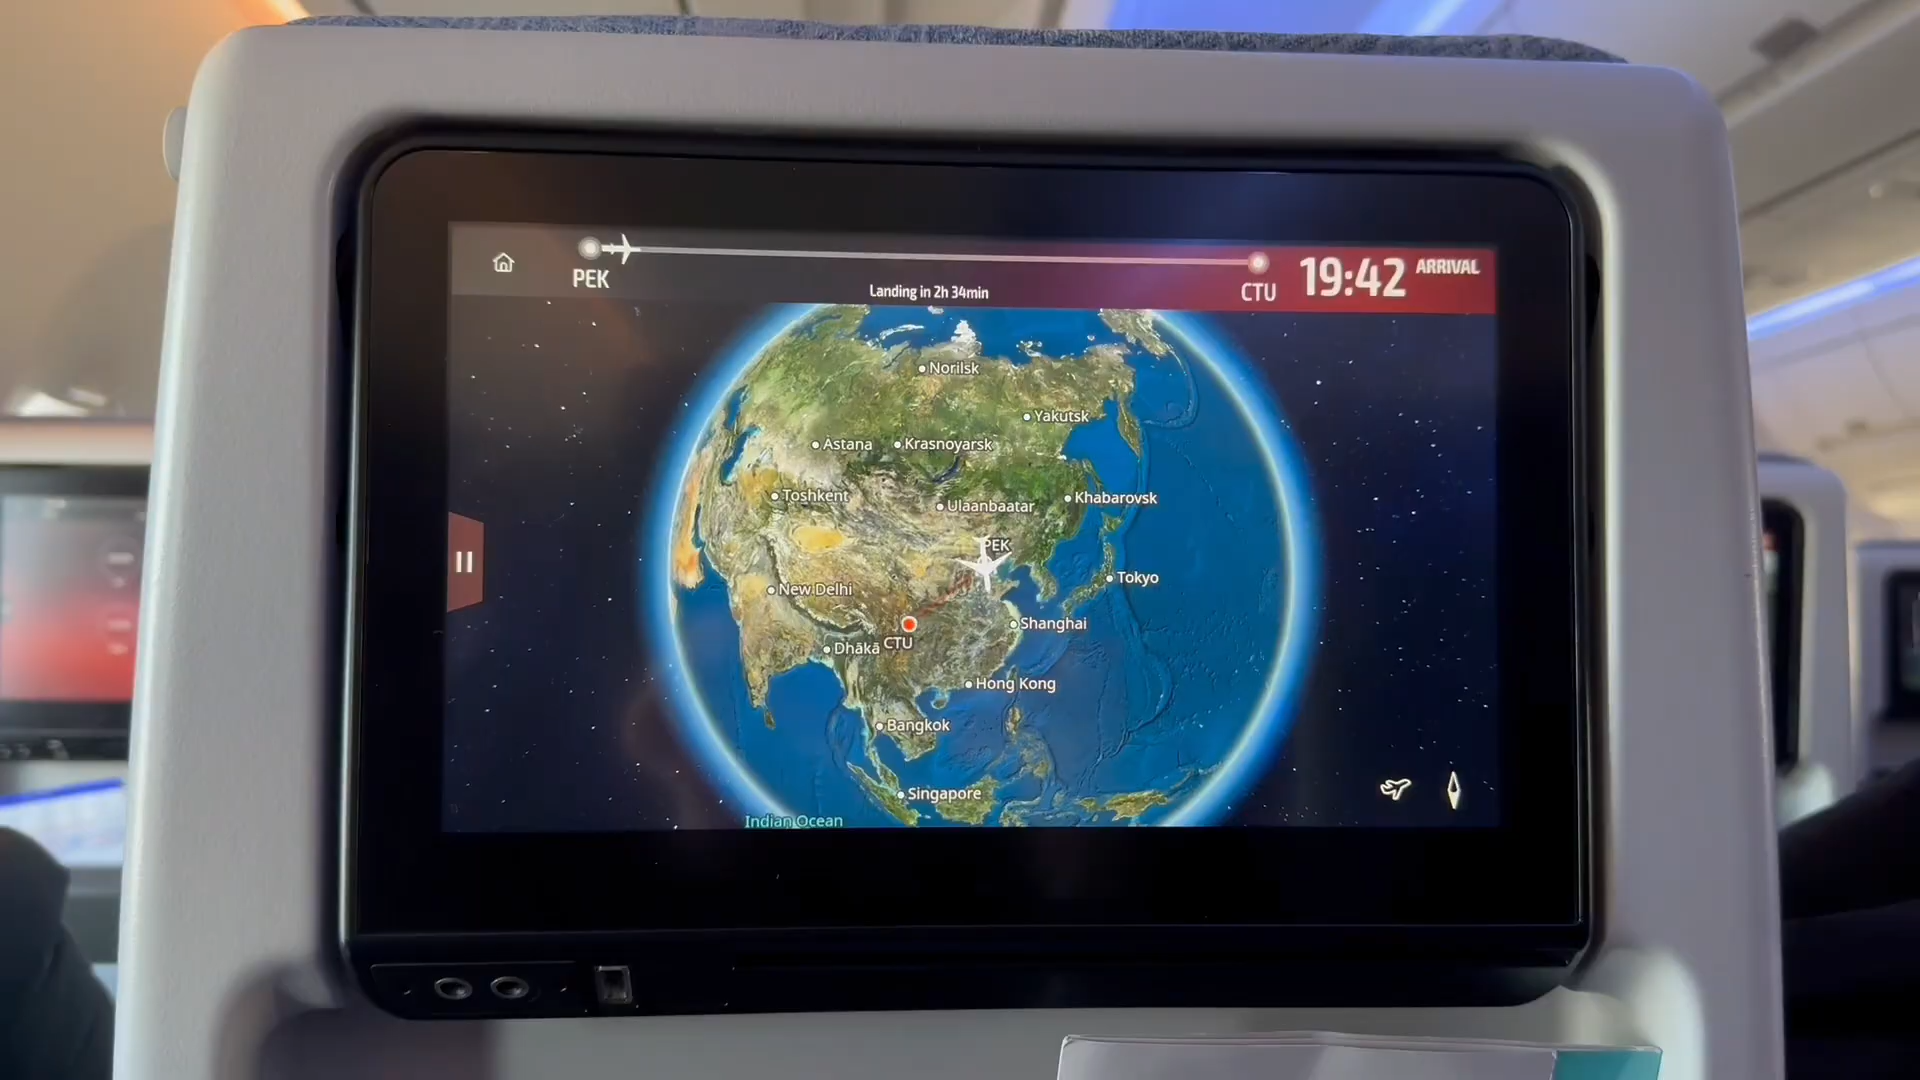 PEK
Landing in 2h 34min
CTU
19:42 ARRIVAL
Norilsk
Yakutsk
Astana
Krasnoyarsk
Toshkent
Ulaanbaatar
Khabarovsk
PEK
Tokyo
New Delhi
Shanghai
CTU
Dhākā
Hong Kong
Bangkok
Singapore
Indian Ocean